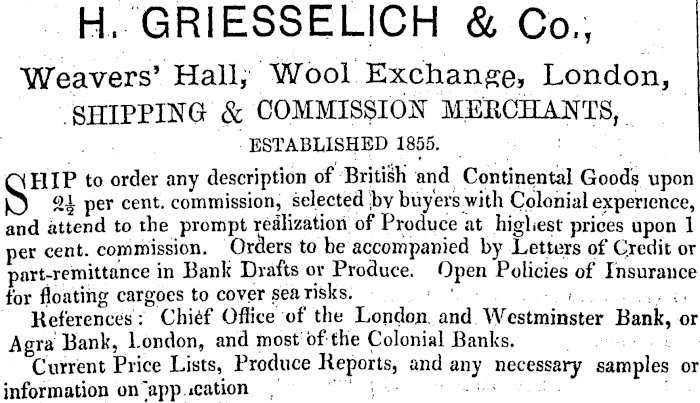 H. GRIESSELICH & Co.,
Weavers' Hall, Wool Exchange, London,
SHIPPING & COMMISSION MERCHANTS,
ESTABLISHED 1855.
SHIP to order any description of British and Continental Goods upon
2½ per cent. commission, selected by buyers with Colonial experience,
and attend to the prompt realization of Produce at highest prices upon 1
per cent. commission. Orders to be accompanied by Letters of Credit or
part-remittance in Bank Drafts or Produce. Open Policies of Insurance
for floating cargoes to cover sea risks.
References: Chief Office of the London and Westminster Bank, or
Agra Bank, London, and most of the Colonial Banks.
Current Price Lists, Produce Reports, and any necessary samples or
information on application